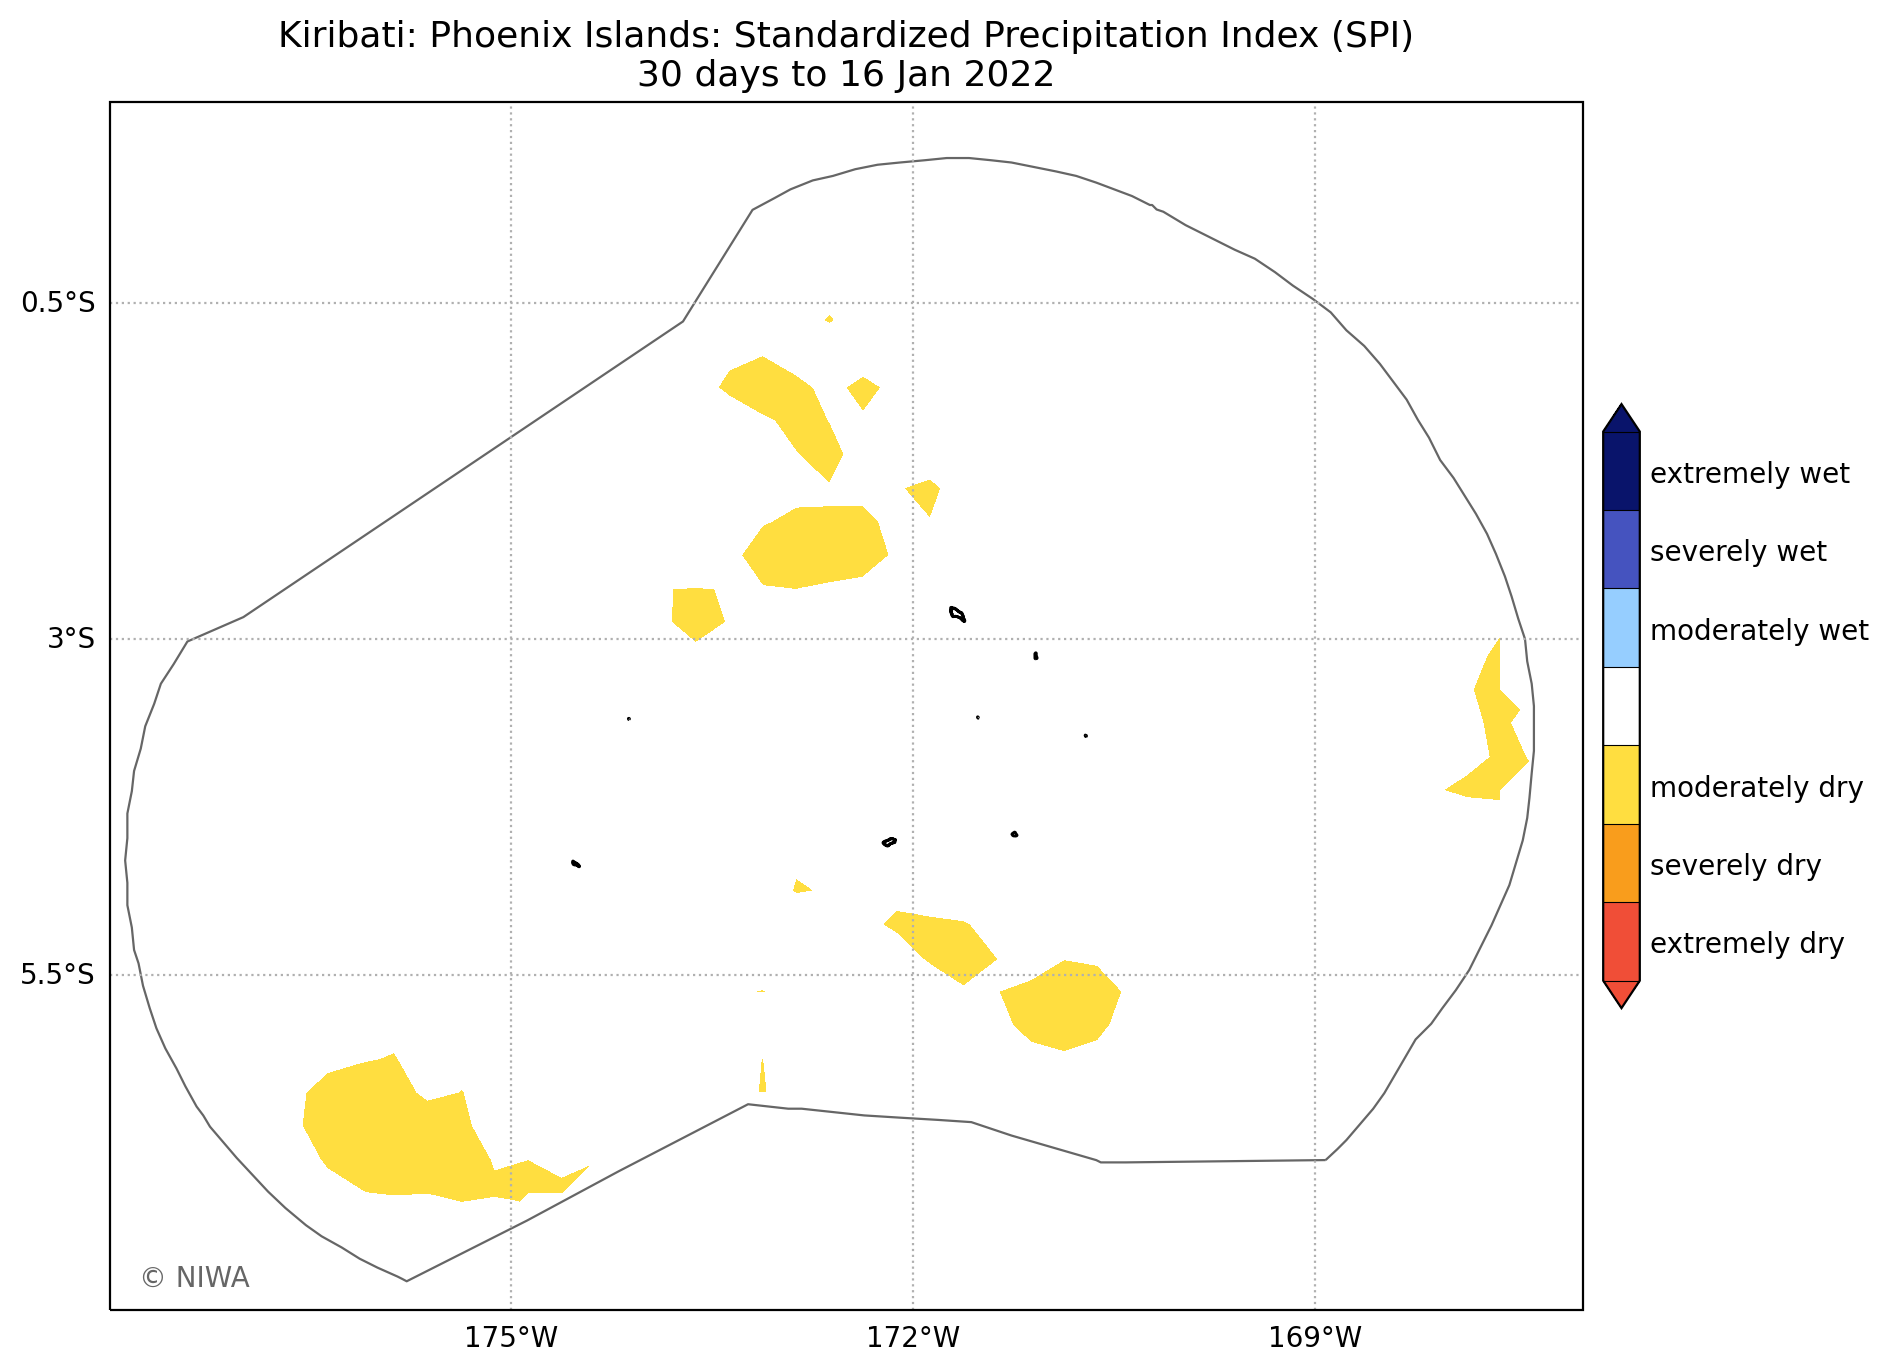 Kiribati: Phoenix Islands: Standardized Precipitation Index (SPI)
30 days to 16 Jan 2022
0.5°S
3°S
5.5°S
175°W
172°W
169°W
extremely wet
severely wet
moderately wet
moderately dry
severely dry
extremely dry
© NIWA